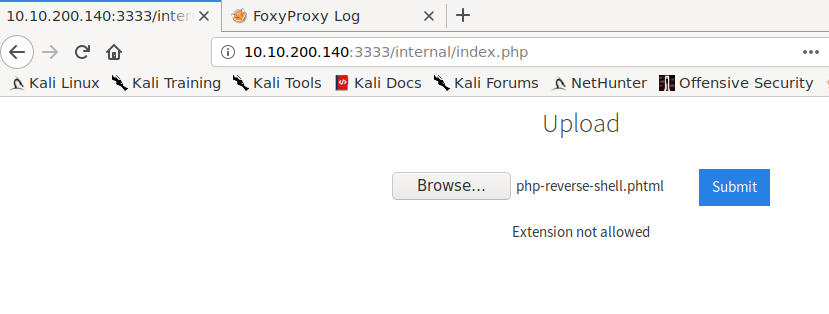 10.10.200.140:3333/inter
FoxyProxy Log
10.10.200.140:3333/internal/index.php
Kali Linux Kali Training Kali Tools Kali Docs Kali Forums NetHunter Offensive Security
Upload
Browse... php-reverse-shell.phtml Submit
Extension not allowed